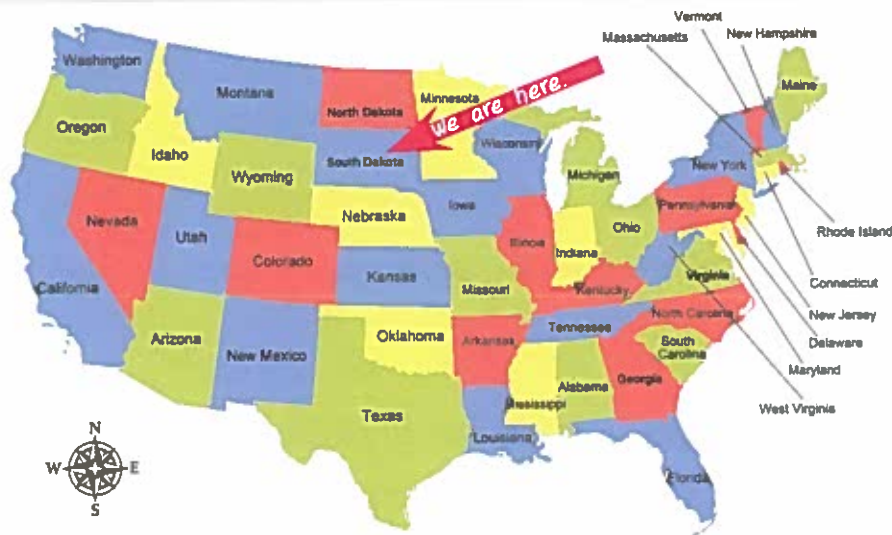 Vermont
Massachusetts
New Hampshire
Washington
Montana
North Dakota
Minnesota
We are here.
Maine
Oregon
Idaho
South Dakota
Wisconsin
New York
Wyoming
Michigan
Nevada
Utah
Nebraska
Iowa
Illinois
Indiana
Ohio
Pennsylvania
Rhode Island
Colorado
Kansas
Missouri
Kentucky
Virginia
Connecticut
California
New Jersey
Arizona
New Mexico
Oklahoma
Arkansas
Tennessee
North Carolina
South
Carolina
Delaware
Maryland
Texas
Mississippi
Alabama
Georgia
West Virginia
Louisiana
Florida
N
W
E
S